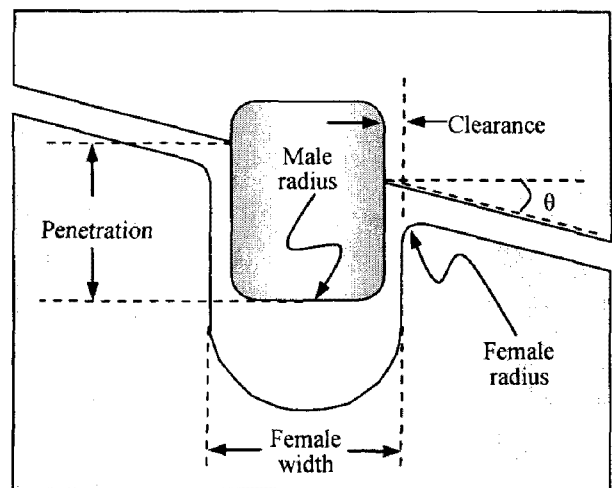 Clearance
Male
radius
θ
Penetration
Female
radius
Female
width